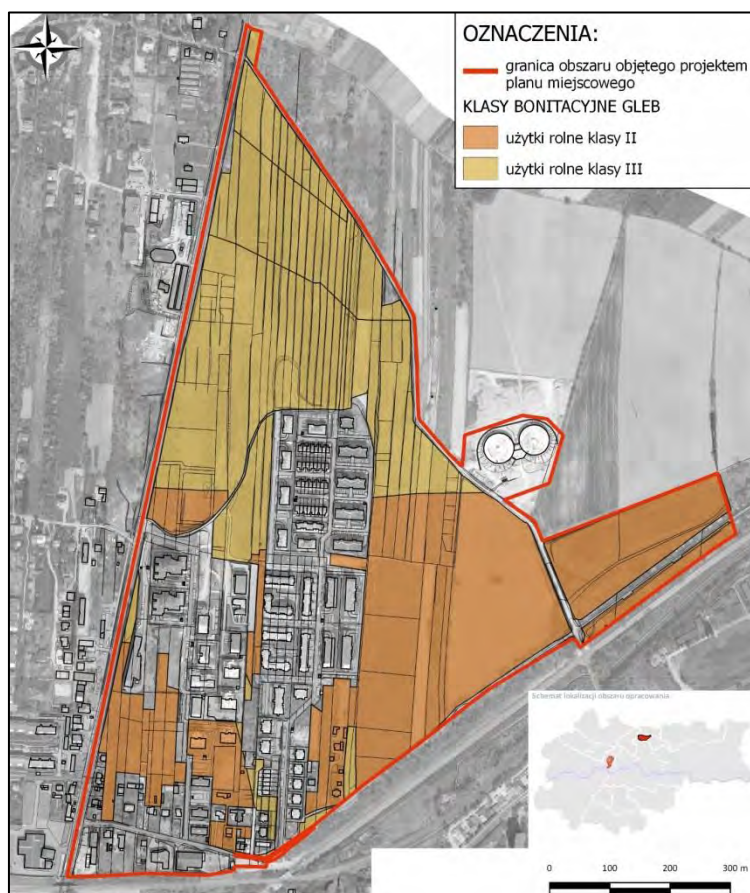 OZNACZENIA:
granica obszaru objętego projektem
planu miejscowego
KLASY BONITACYJNE GLEB
użytki rolne klasy II
użytki rolne klasy III
Schemat lokalizacji obszaru opracowania
0 100 200 300 m